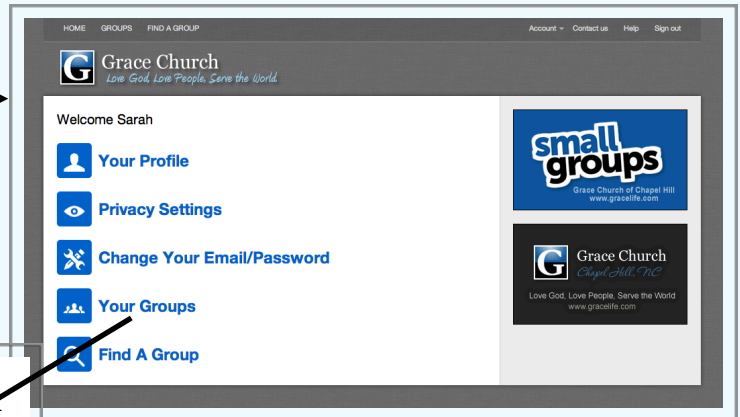 HOME GROUPS FIND A GROUP Account Contact us Help Sign out
G Grace Church
Love God, Love People, Serve the World
Welcome Sarah
Your Profile
Privacy Settings
Change Your Email/Password
Your Groups
Find A Group
small
groups
Grace Church of Chapel Hill
www.gracelife.com
G Grace Church
Chapel Hill, NC
Love God, Love People, Serve the World
www.gracelife.com